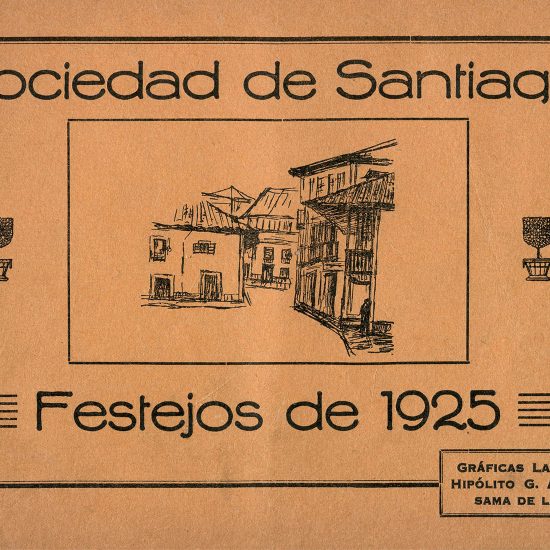 ociedad de Santiag
Festejos de 1925
GRÁFICAS LA
HIPÓLITO G. A
SAMA DE L